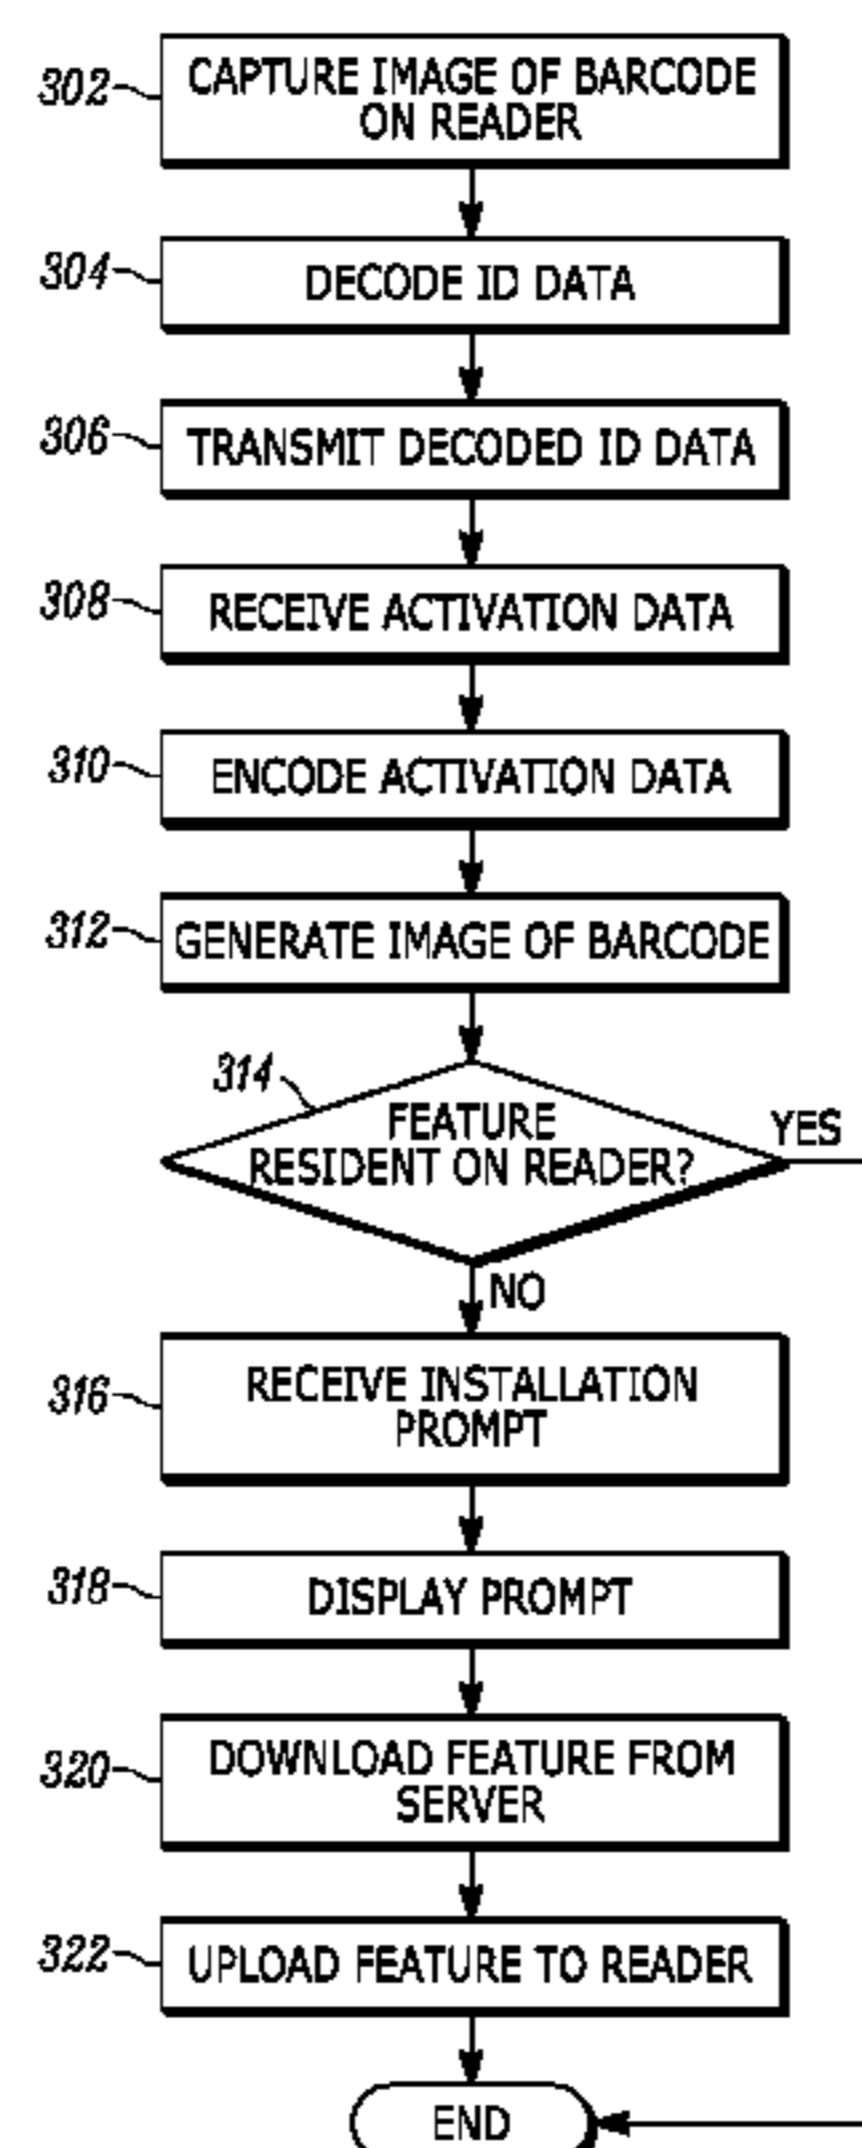 302
CAPTURE IMAGE OF BARCODE
ON READER
304
DECODE ID DATA
306
TRANSMIT DECODED ID DATA
308
RECEIVE ACTIVATION DATA
310
ENCODE ACTIVATION DATA
312
GENERATE IMAGE OF BARCODE
314
FEATURE
RESIDENT ON READER?
YES
NO
316
RECEIVE INSTALLATION
PROMPT
318
DISPLAY PROMPT
320
DOWNLOAD FEATURE FROM
SERVER
322
UPLOAD FEATURE TO READER
END